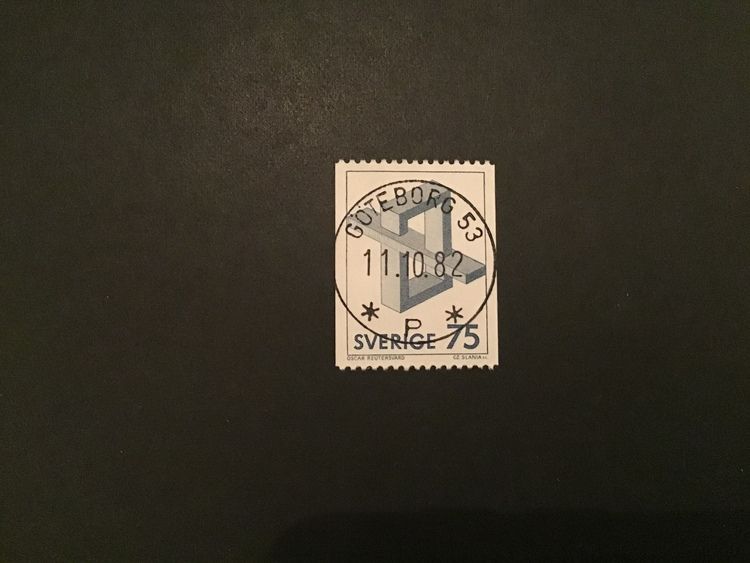 GÖTEBORG 53
11.10.82
* P *
SVERIGE 75
OSCAR REUTERSVÄRD CZ. SLANIA sc.